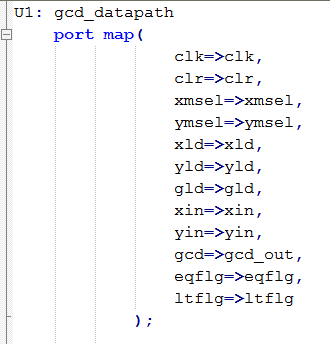 U1: gcd_datapath
port map(
clk=>clk,
clr=>clr,
xmsel=>xmsel,
ymsel=>ymsel,
xld=>xld,
yld=>yld,
gld=>gld,
xin=>xin,
yin=>yin,
gcd=>gcd_out,
eqflg=>eqflg,
ltflg=>ltflg
);